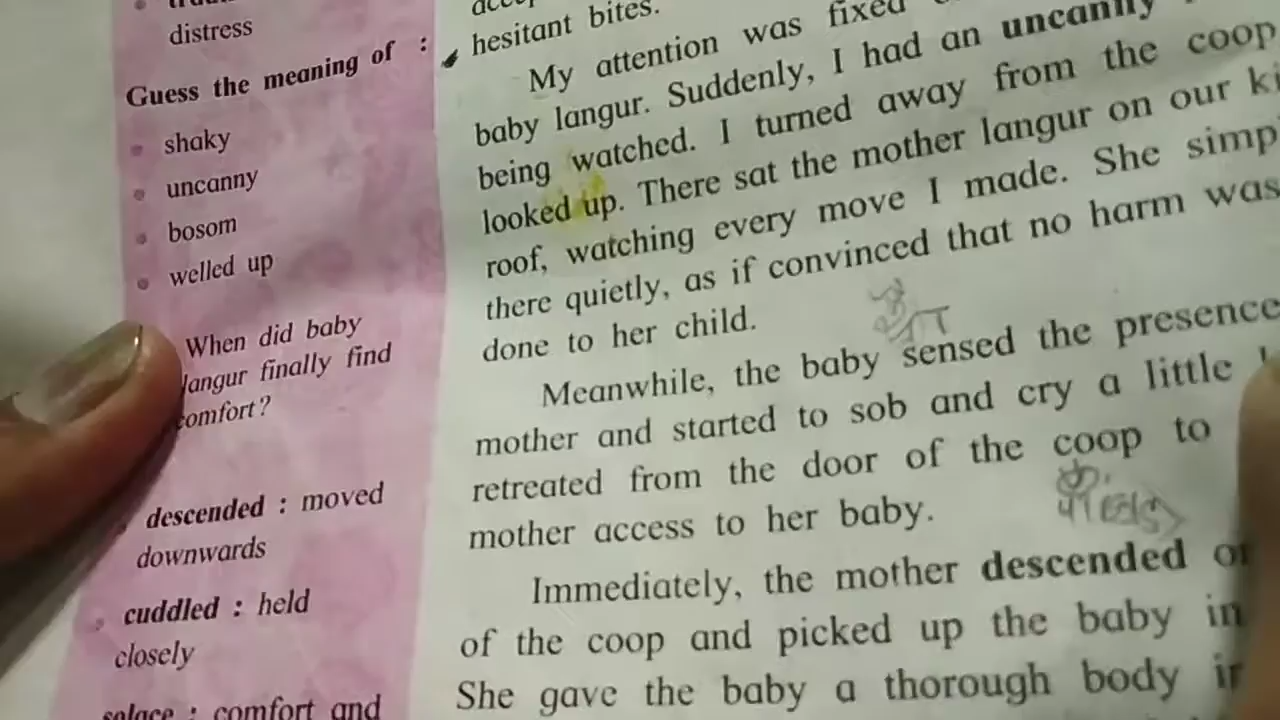 distress
Guess the meaning of :
shaky
uncanny
bosom
welled up
When did baby
langur finally find
comfort?
descended : moved
downwards
cuddled : held
closely
solace : comfort and
hesitant bites.
My attention was fixed
baby langur. Suddenly, I had an uncanny
being watched. I turned away from the coop
looked up. There sat the mother langur on our
roof, watching every move I made. She
there quietly, as if convinced that no harm was
done to her child.
Meanwhile, the baby sensed the presence
mother and started to sob and cry a little
retreated from the door of the coop to
mother access to her baby.
Immediately, the mother descended
of the coop and picked up the baby in
She gave the baby a thorough body